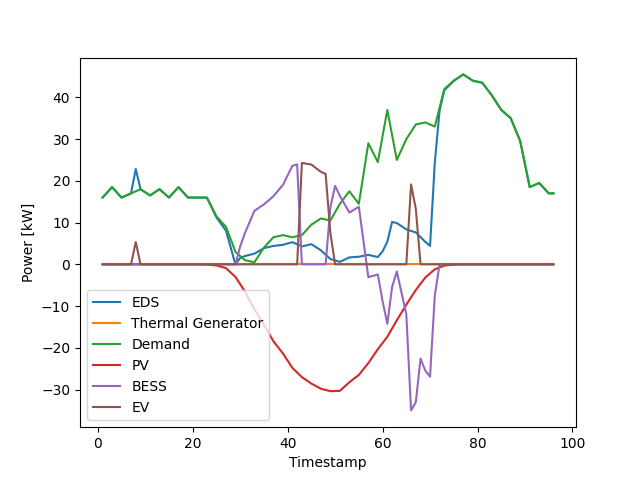 Power [kW]
40
30
20
10
0
−10
−20
−30
EDS
Thermal Generator
Demand
PV
BESS
EV
0 20 40 60 80 100
Timestamp